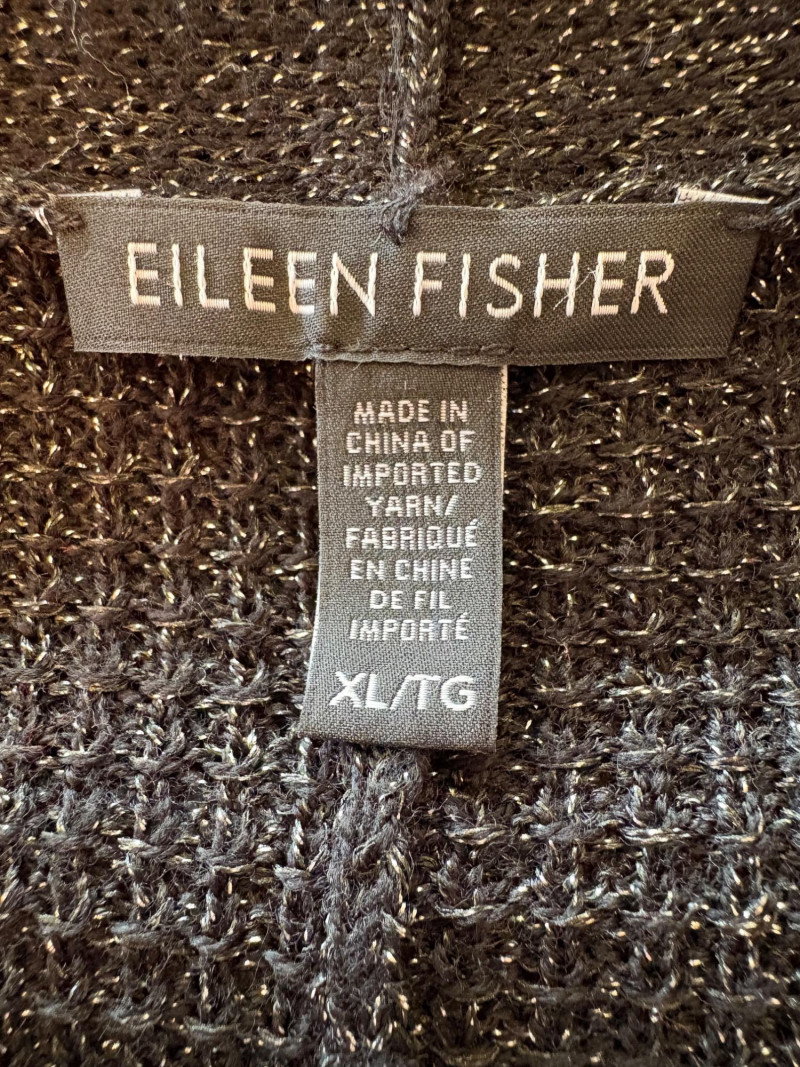 EILEEN FISHER
MADE IN
CHINA OF
IMPORTED
YARN/
FABRIQUÉ
EN CHINE
DE FIL
IMPORTÉ
XL/TG